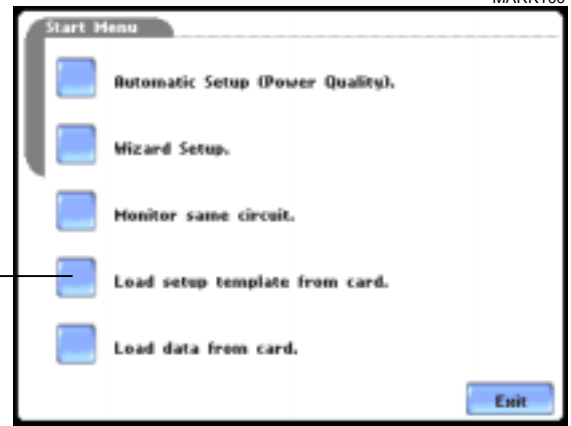 Start Menu
Automatic Setup (Power Quality).
Wizard Setup.
Monitor same circuit.
Load setup template from card.
Load data from card.
Exit